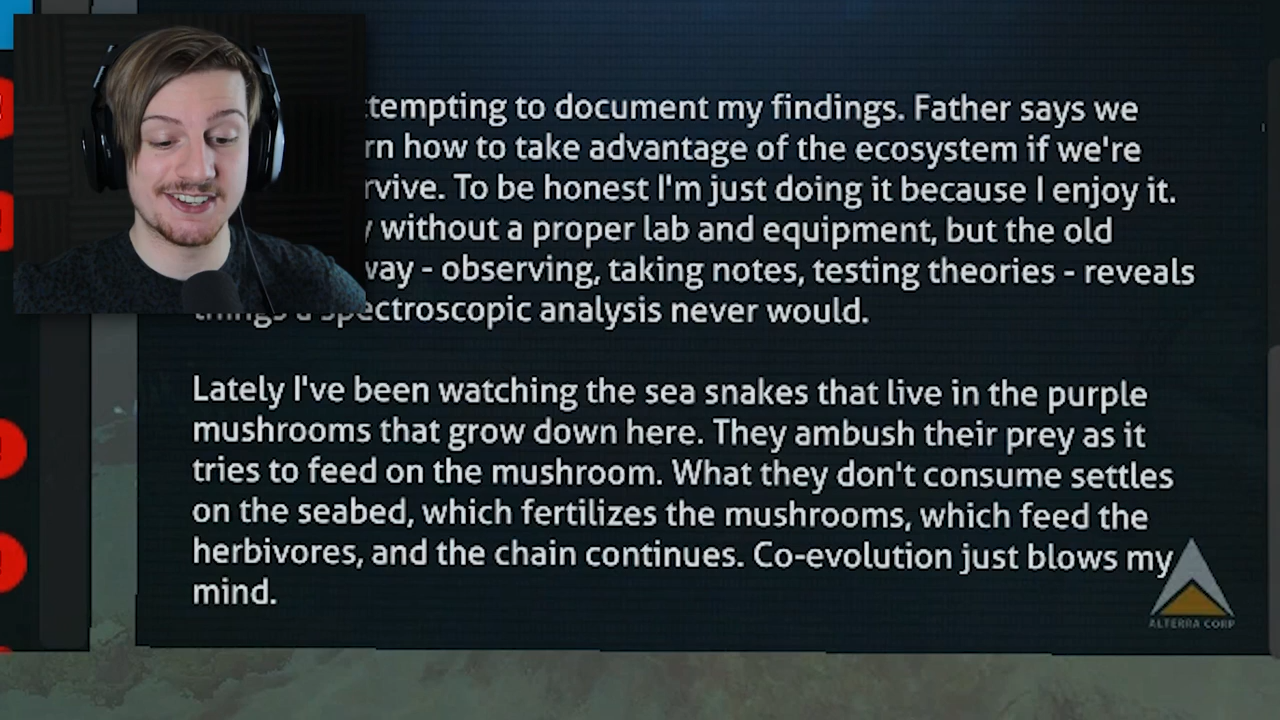 ttempting to document my findings. Father says we
rn how to take advantage of the ecosystem if we're
rvive. To be honest I'm just doing it because I enjoy it.
without a proper lab and equipment, but the old
way - observing, taking notes, testing theories - reveals
things a spectroscopic analysis never would.
Lately I've been watching the sea snakes that live in the purple
mushrooms that grow down here. They ambush their prey as it
tries to feed on the mushroom. What they don't consume settles
on the seabed, which fertilizes the mushrooms, which feed the
herbivores, and the chain continues. Co-evolution just blows my
mind.
ALTERRA CORP